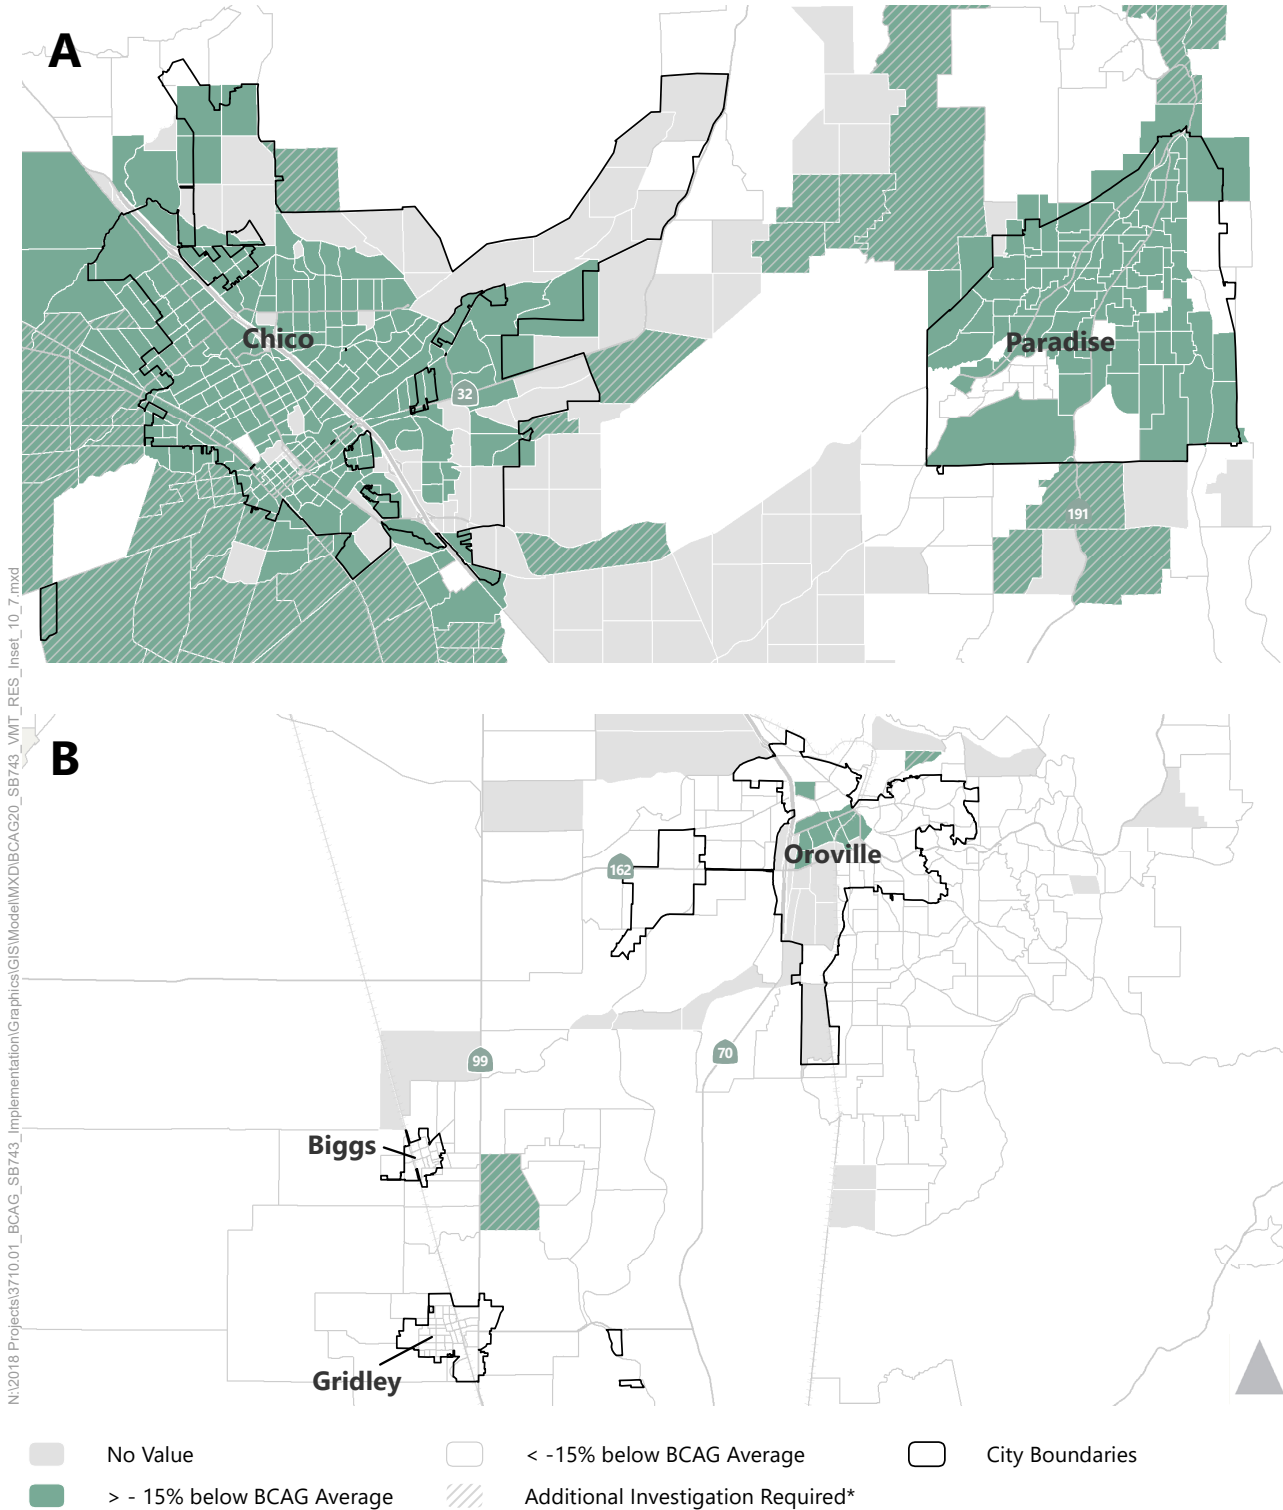 A
Chico
Paradise
32
191
B
Oroville
162
99
70
Biggs
Gridley
N:\2018 Projects\3710.01_BCAG_SB743_Implementation\Graphics\GIS\Model\MXD\BCAG20_SB743_VMT_RES_Inset_10_7.mxd
No Value
< -15% below BCAG Average
City Boundaries
> - 15% below BCAG Average
Additional Investigation Required*